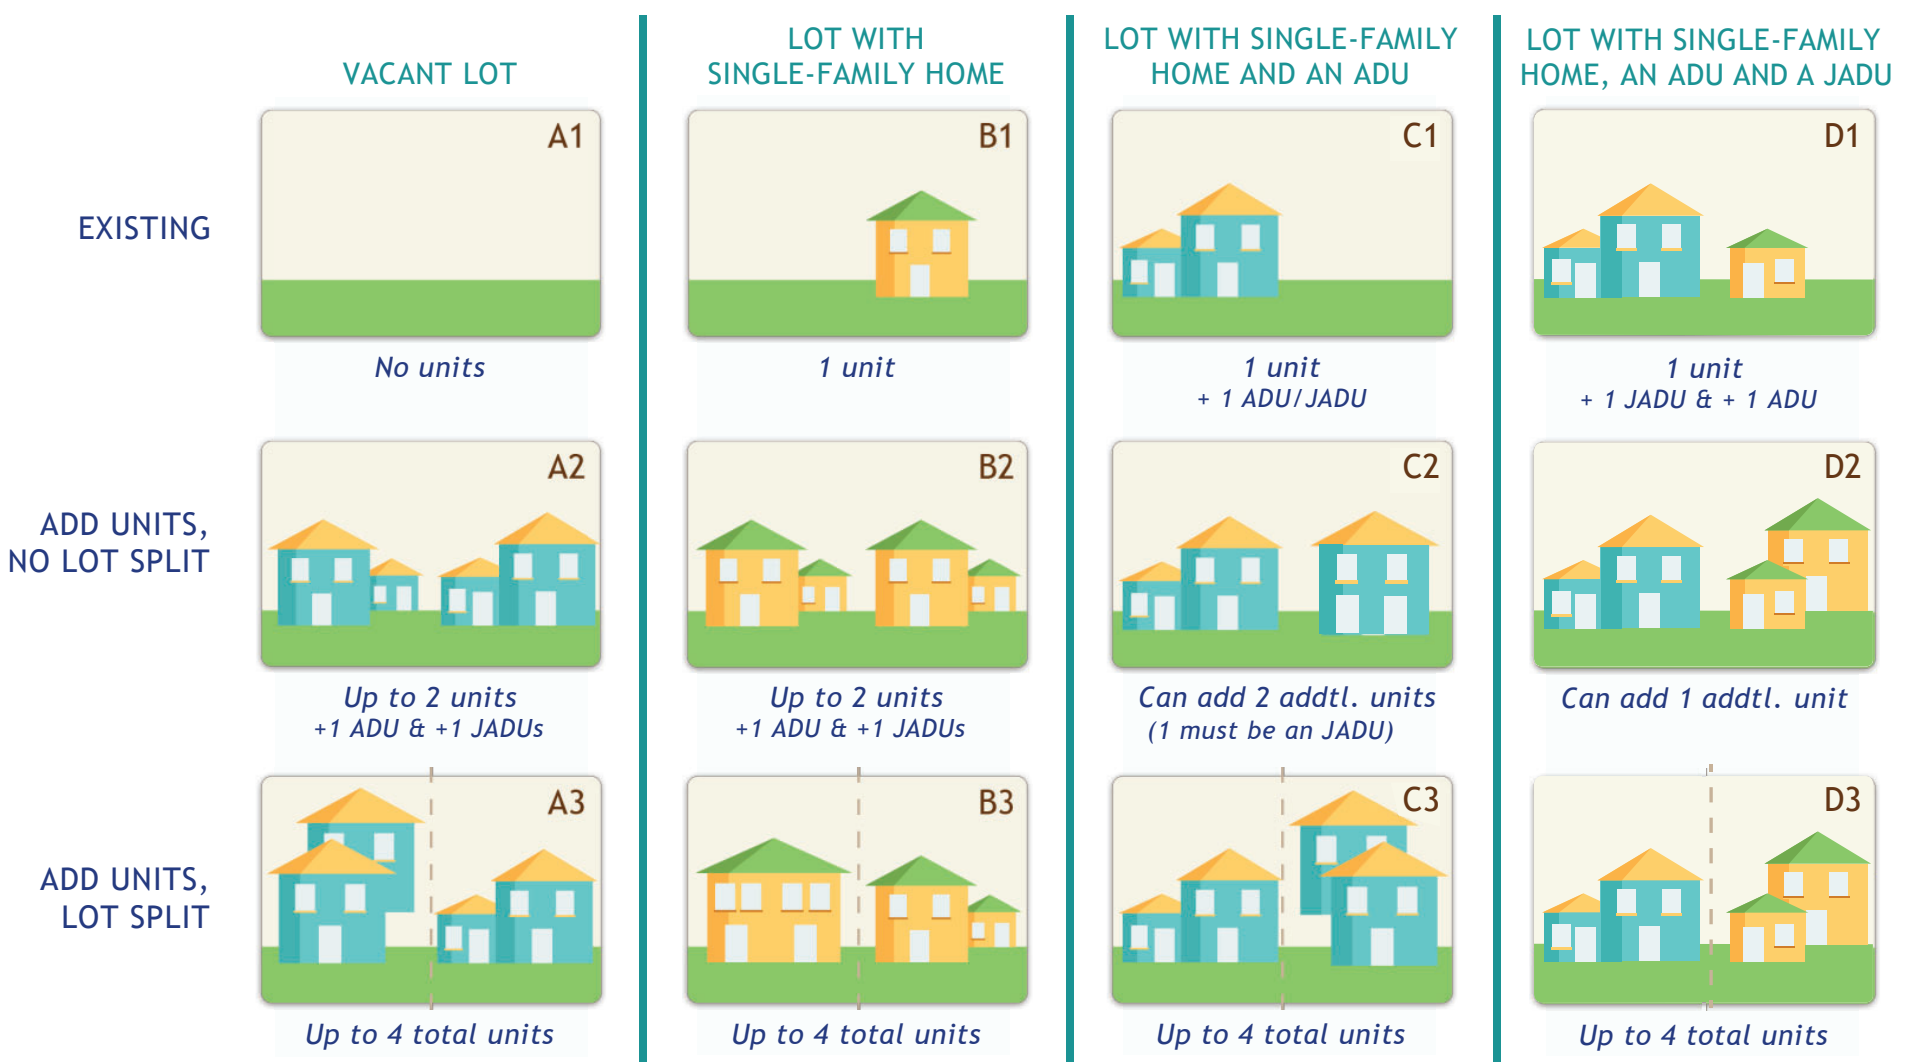 VACANT LOT
LOT WITH
SINGLE-FAMILY HOME
LOT WITH SINGLE-FAMILY
HOME AND AN ADU
LOT WITH SINGLE-FAMILY
HOME, AN ADU AND A JADU
EXISTING
A1
B1
C1
D1
No units
1 unit
1 unit
+ 1 ADU/JADU
1 unit
+ 1 JADU & + 1 ADU
ADD UNITS,
NO LOT SPLIT
A2
B2
C2
D2
Up to 2 units
+1 ADU & +1 JADUs
Up to 2 units
+1 ADU & +1 JADUs
Can add 2 addtl. units
(1 must be an JADU)
Can add 1 addtl. unit
ADD UNITS,
LOT SPLIT
A3
B3
C3
D3
Up to 4 total units
Up to 4 total units
Up to 4 total units
Up to 4 total units